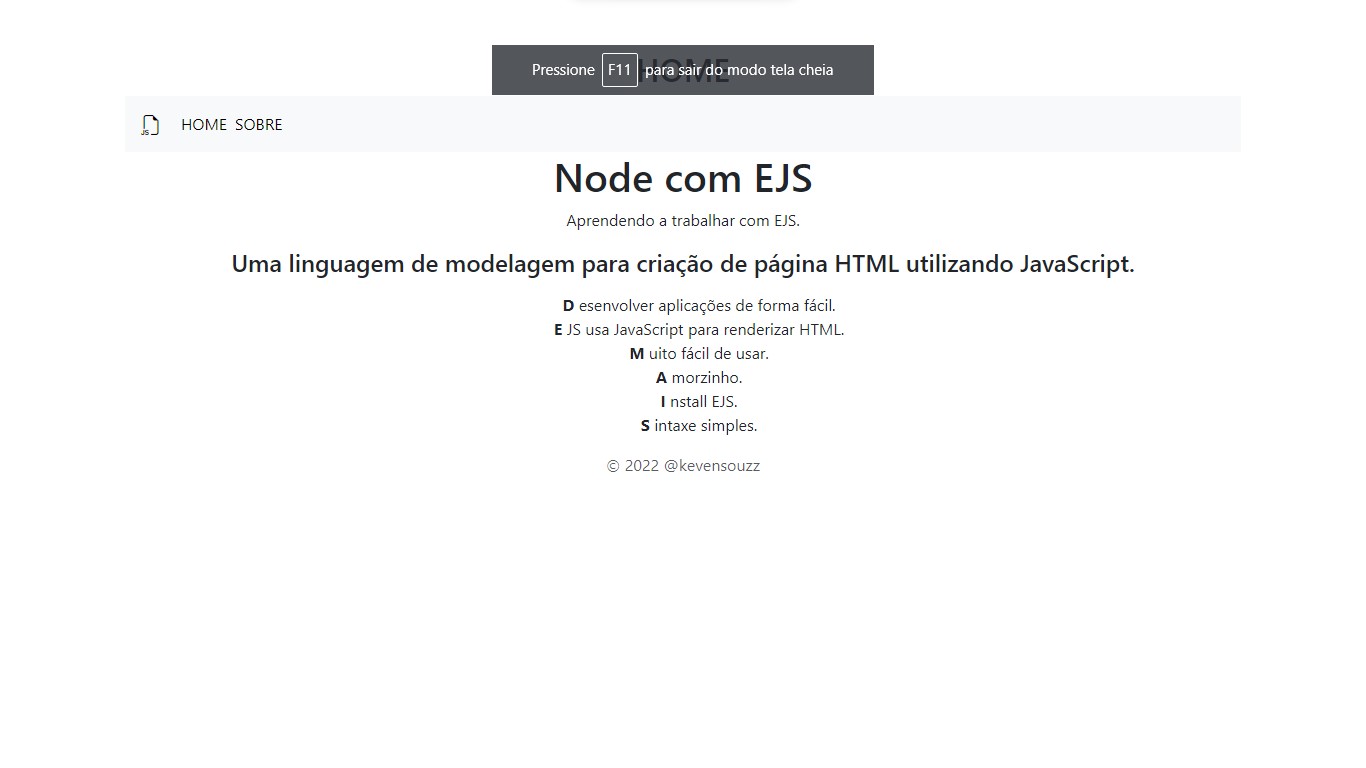 HOME
Pressione F11 para sair do modo tela cheia
JS HOME SOBRE
Node com EJS
Aprendendo a trabalhar com EJS.
Uma linguagem de modelagem para criação de página HTML utilizando JavaScript.
D esenvolver aplicações de forma fácil.
E JS usa JavaScript para renderizar HTML.
M uito fácil de usar.
A morzinho.
I nstall EJS.
S intaxe simples.
© 2022 @kevensouzz